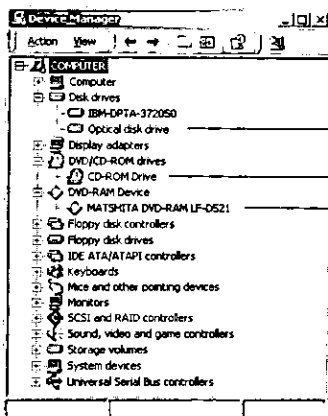 Device Manager
Action View
COMPUTER
Computer
Disk drives
IBM-DPTA-372050
Optical disk drive
Display adapters
DVD/CD-ROM drives
CD-ROM Drive
DVD-RAM Device
MATSHITA DVD-RAM LF-D521
Floppy disk controllers
Floppy disk drives
IDE ATA/ATAPI controllers
Keyboards
Mice and other pointing devices
Monitors
SCSI and RAID controllers
Sound, video and game controllers
Storage volumes
System devices
Universal Serial Bus controllers